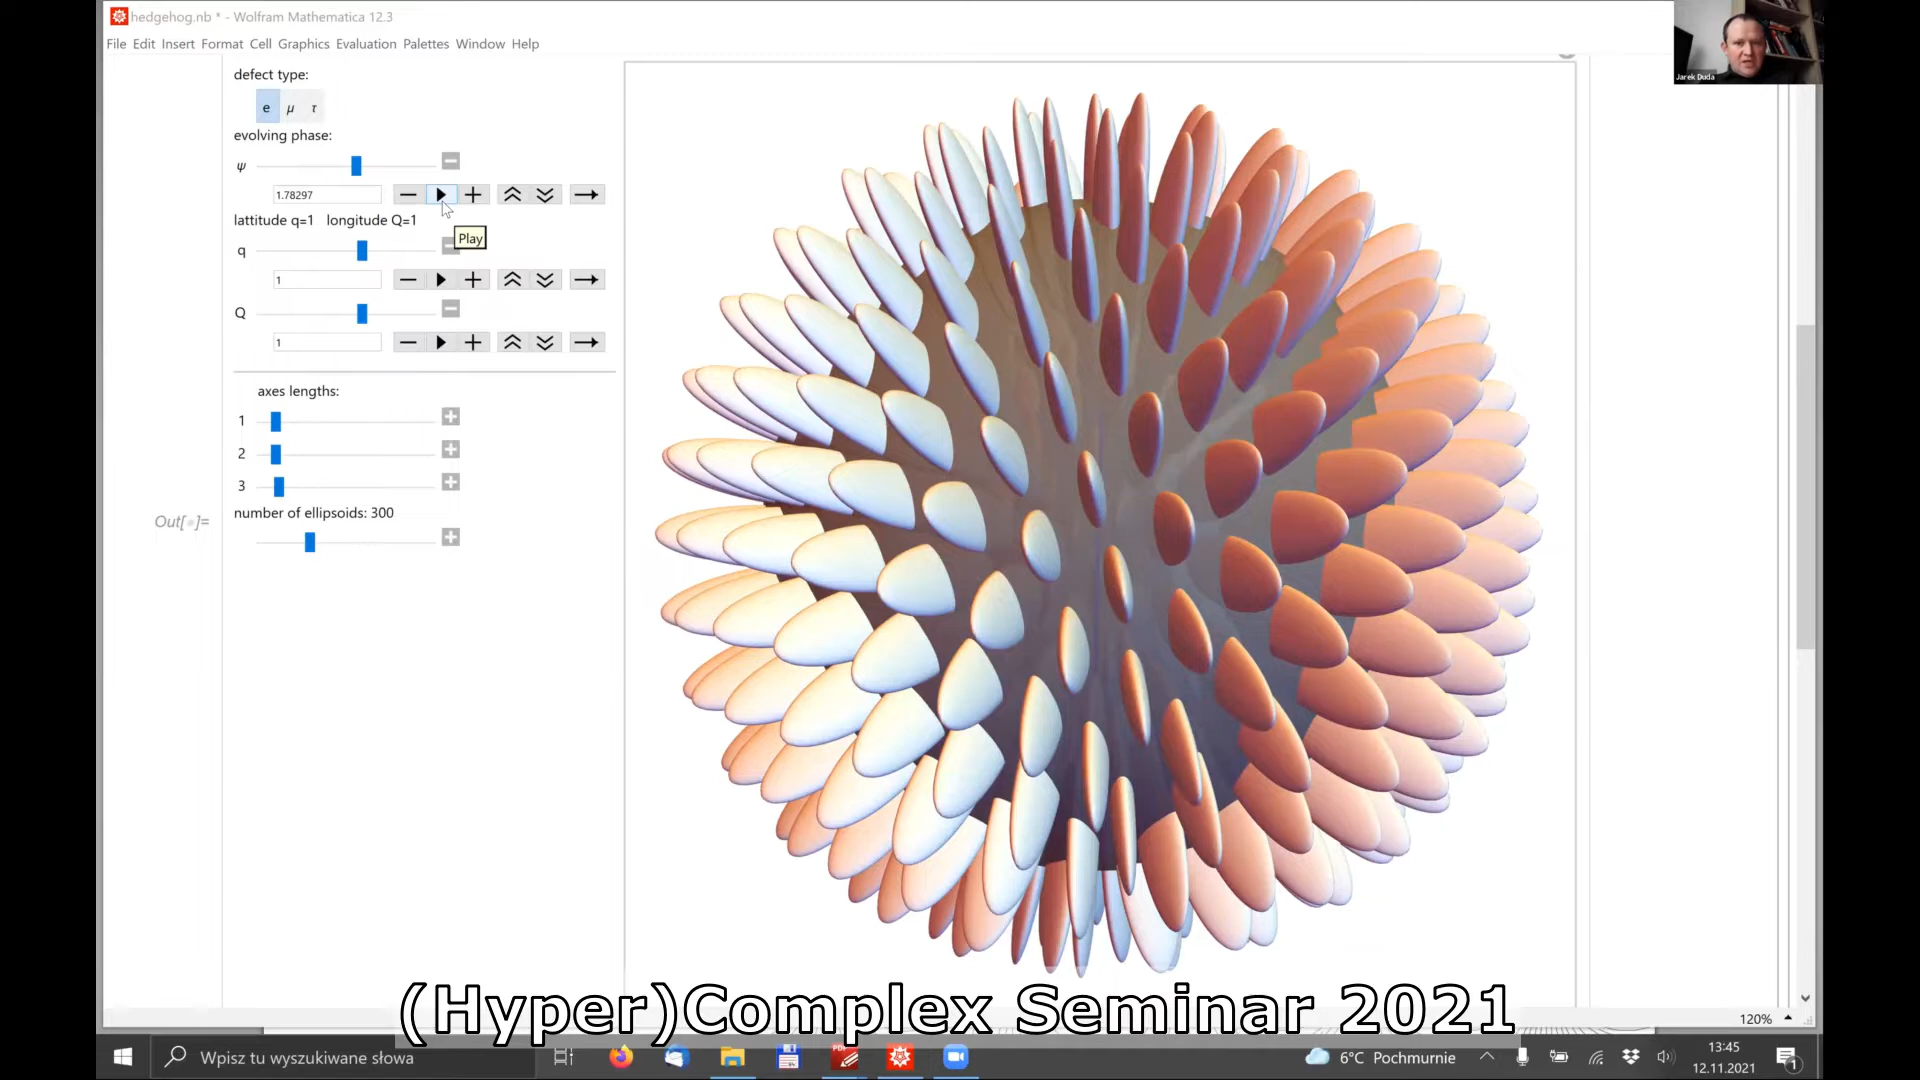 hedgehog.nb * - Wolfram Mathematica 12.3
File Edit Insert Format Cell Graphics Evaluation Palettes Window Help
Jarek Duda
defect type:
e μ τ
evolving phase:
ψ
1.78297
lattitude q=1 longitude Q=1
Play
q
1
Q
1
axes lengths:
1
2
3
number of ellipsoids: 300
Out[ ]=
(Hyper)Complex Seminar 2021
120%
Wpisz tu wyszukiwane słowa
PDF
6°C Pochmurnie
13:45
12.11.2021
1